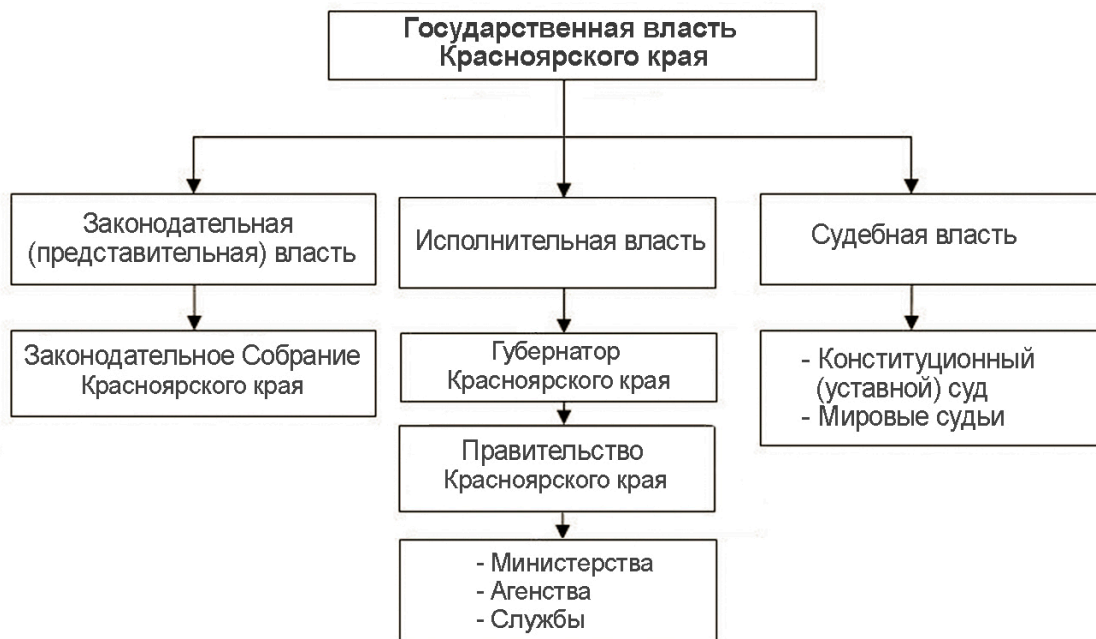 Государственная власть
Красноярского края
Законодательная
(представительная) власть
Исполнительная власть
Судебная власть
Законодательное Собрание
Красноярского края
Губернатор
Красноярского края
- Конституционный
(уставной) суд
- Мировые судьи
Правительство
Красноярского края
- Министерства
- Агенства
- Службы